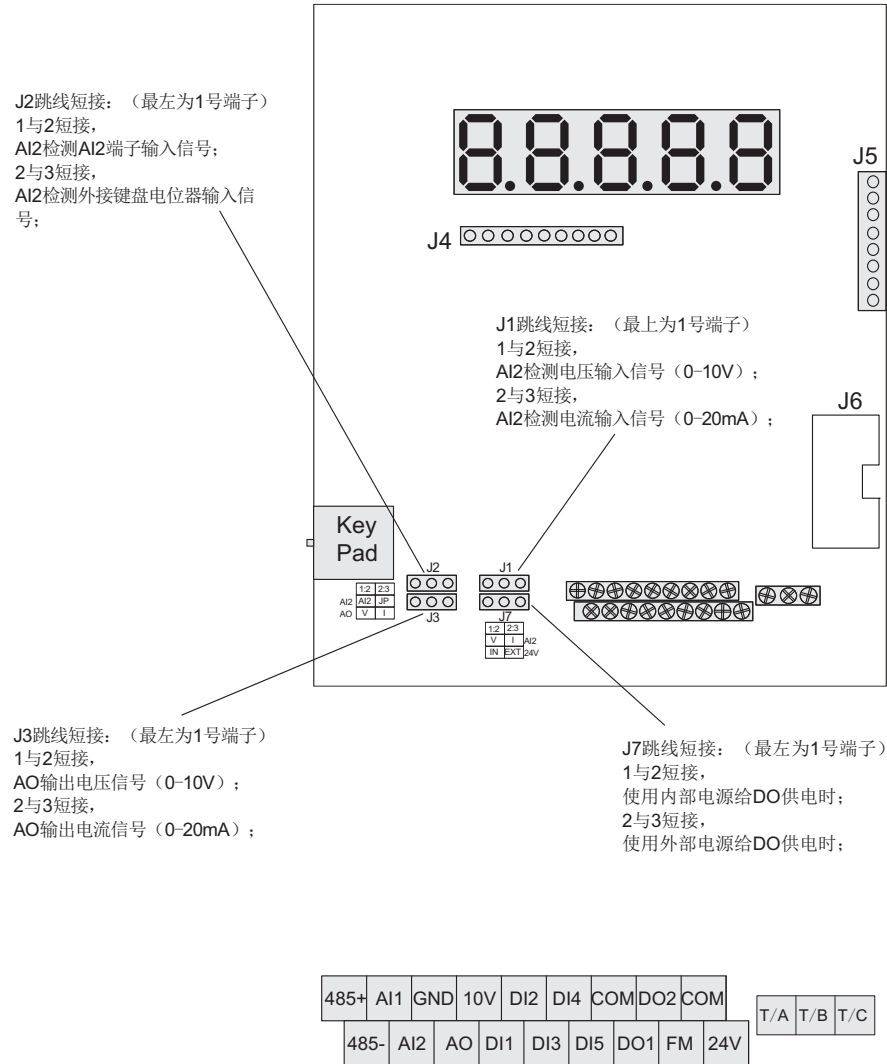 J2跳线短接：（最左为1号端子）
1与2短接，
AI2检测AI2端子输入信号；
2与3短接，
AI2检测外接键盘电位器输入信
号；
8.8.8.8.8
J5
J4
J1跳线短接：（最上为1号端子）
1与2短接，
AI2检测电压输入信号（0-10V）；
2与3短接，
AI2检测电流输入信号（0-20mA）；
J6
Key
Pad
J2
J1
J3
J7
1:2 2:3
AI2 AI2 JP
AO V I
1:2 2:3
V I AI2
IN EXT 24V
J3跳线短接：（最左为1号端子）
1与2短接，
AO输出电压信号（0-10V）；
2与3短接，
AO输出电流信号（0-20mA）；
J7跳线短接：（最左为1号端子）
1与2短接，
使用内部电源给DO供电时；
2与3短接，
使用外部电源给DO供电时；
485+ AI1 GND 10V DI2 DI4 COM DO2 COM
T/A T/B T/C
485- AI2 AO DI1 DI3 DI5 DO1 FM 24V